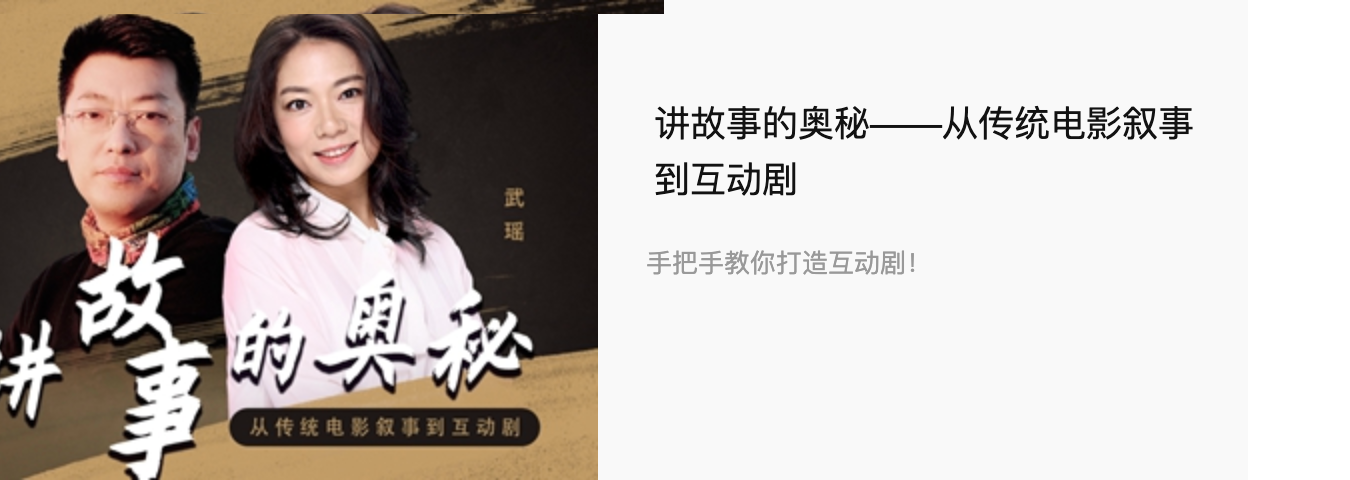 武
瑶
讲故事的奥秘
从传统电影叙事到互动剧
讲故事的奥秘——从传统电影叙事
到互动剧
手把手教你打造互动剧！